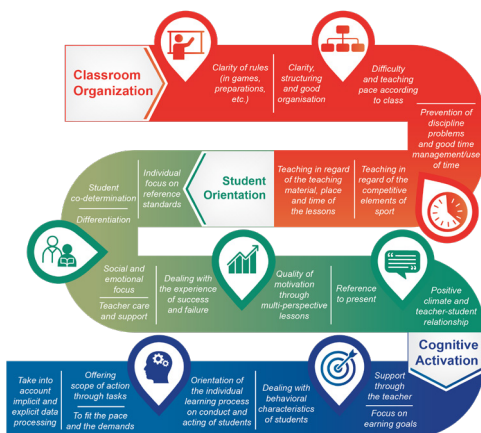 Classroom
Organization
Clarity of rules
(in games,
preparations,
etc.)
Clarity,
structuring
and good
organisation
Difficulty
and teaching
pace according
to class
Prevention of
discipline
problems
and good time
management/use
of time
Teaching in
regard of the
competitive
elements of
sport
Teaching in regard
of the teaching
material, place
and time of
the lessons
Student
Orientation
Individual
focus on
reference
standards
Student
co-determination
Differentiation
Social and
emotional
focus
Teacher care
and support
Dealing with
the experience
of success
and failure
Quality of
motivation
through
multi-perspective
lessons
Reference
to present
Positive
climate and
teacher-student
relationship
Cognitive
Activation
Support
through
the teacher
Focus on
earning goals
Dealing with
behavioral
characteristics
of students
Orientation of
the individual
learning process
on conduct and
acting of students
Offering
scope of action
through tasks
To fit the pace
and the demands
Take into
account
implicit and
explicit data
processing